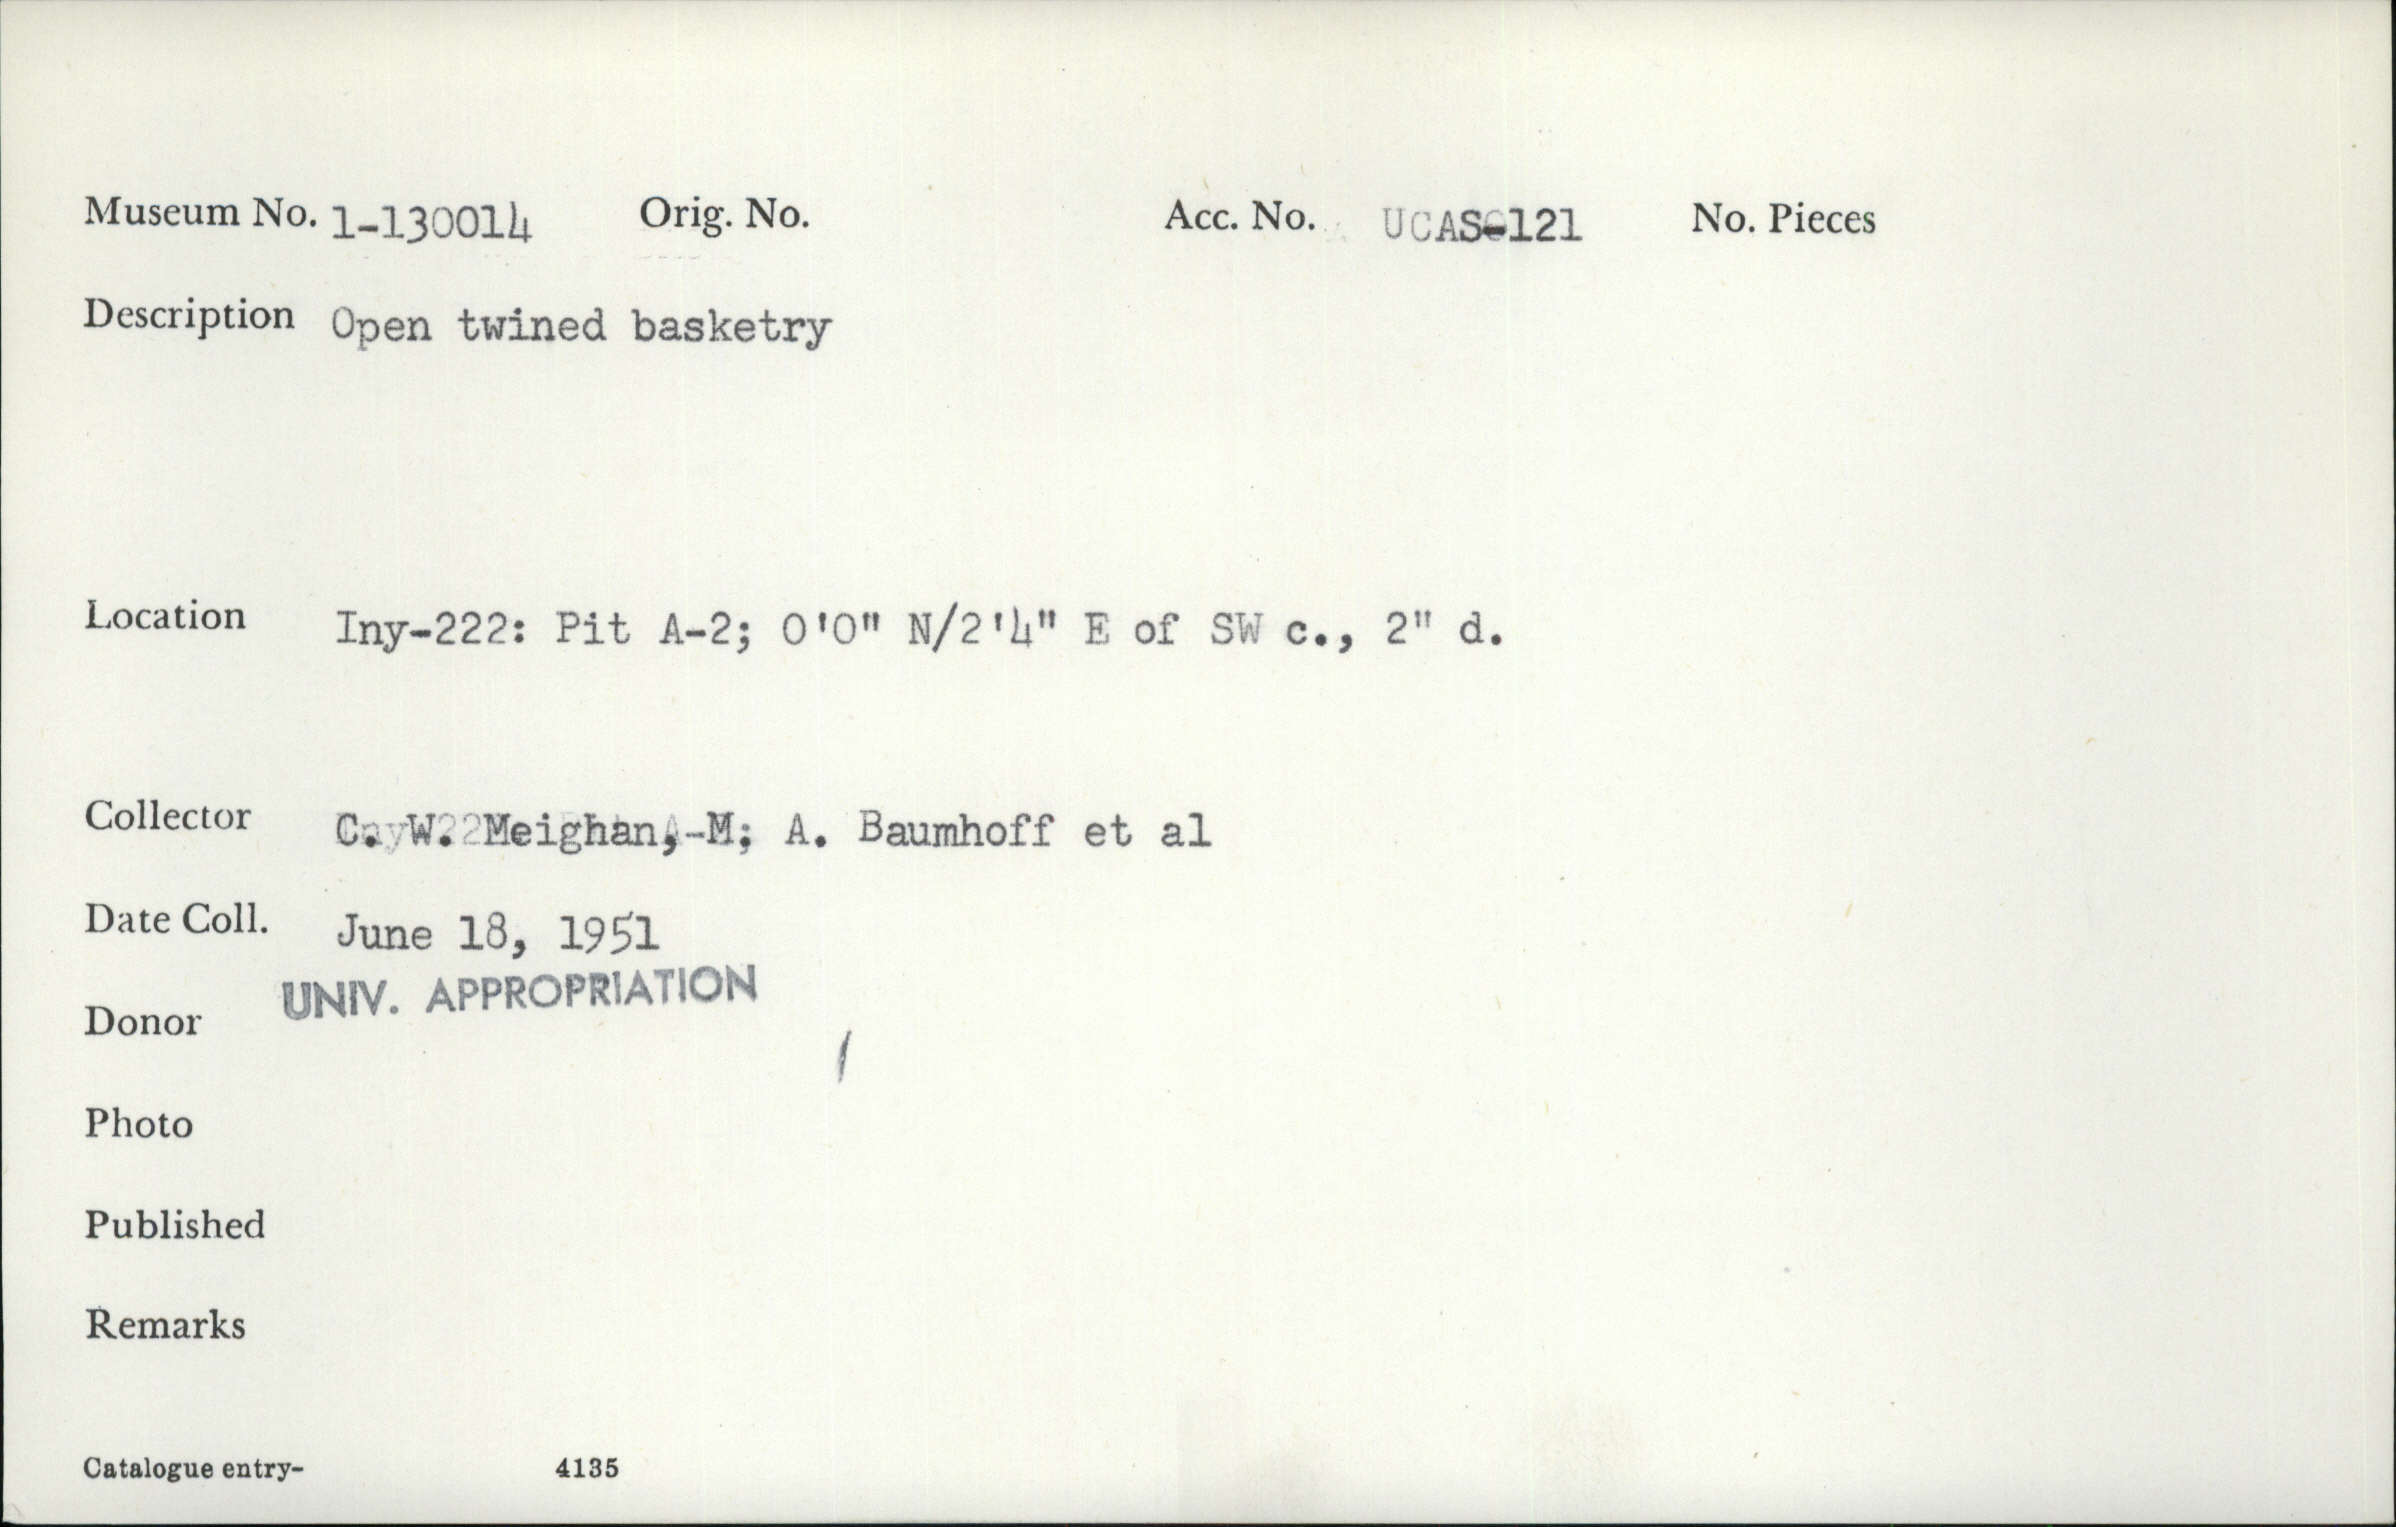 Museum No. 1-130014 Orig. No. Acc. No. UCAS-121 No. Pieces
Description Open twined basketry
Location Iny-222: Pit A-2; 0'0" N/2'4" E of SW c., 2" d.
Collector C. W. Meighan, M. A. Baumhoff et al
Date Coll. June 18, 1951
UNIV. APPROPRIATION
Donor
Photo
Published
Remarks
Catalogue entry- 4135